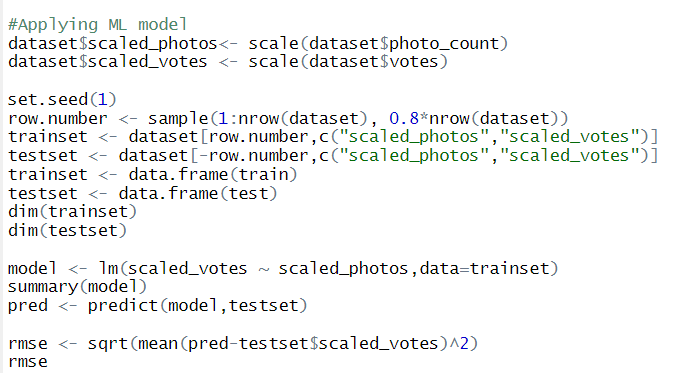 #Applying ML model
dataset$scaled_photos<- scale(dataset$photo_count)
dataset$scaled_votes <- scale(dataset$votes)
set.seed(1)
row.number <- sample(1:nrow(dataset), 0.8*nrow(dataset))
trainset <- dataset[row.number,c("scaled_photos","scaled_votes")]
testset <- dataset[-row.number,c("scaled_photos","scaled_votes")]
trainset <- data.frame(train)
testset <- data.frame(test)
dim(trainset)
dim(testset)
model <- lm(scaled_votes ~ scaled_photos,data=trainset)
summary(model)
pred <- predict(model,testset)
rmse <- sqrt(mean(pred-testset$scaled_votes)^2)
rmse